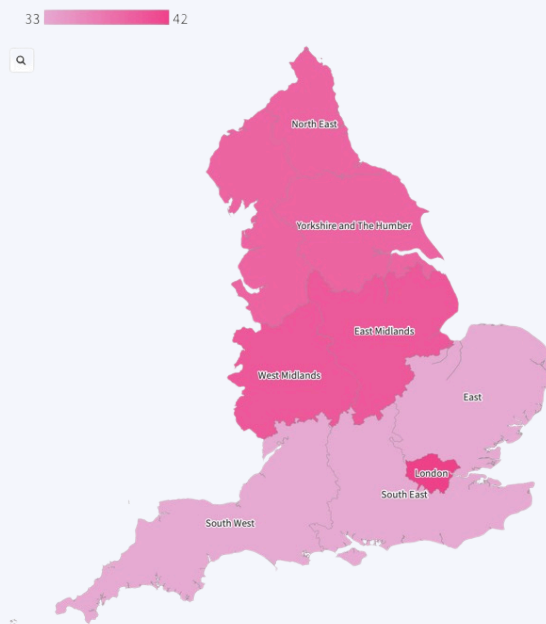 33 42
North East
Yorkshire and The Humber
East Midlands
West Midlands
East
London
South East
South West